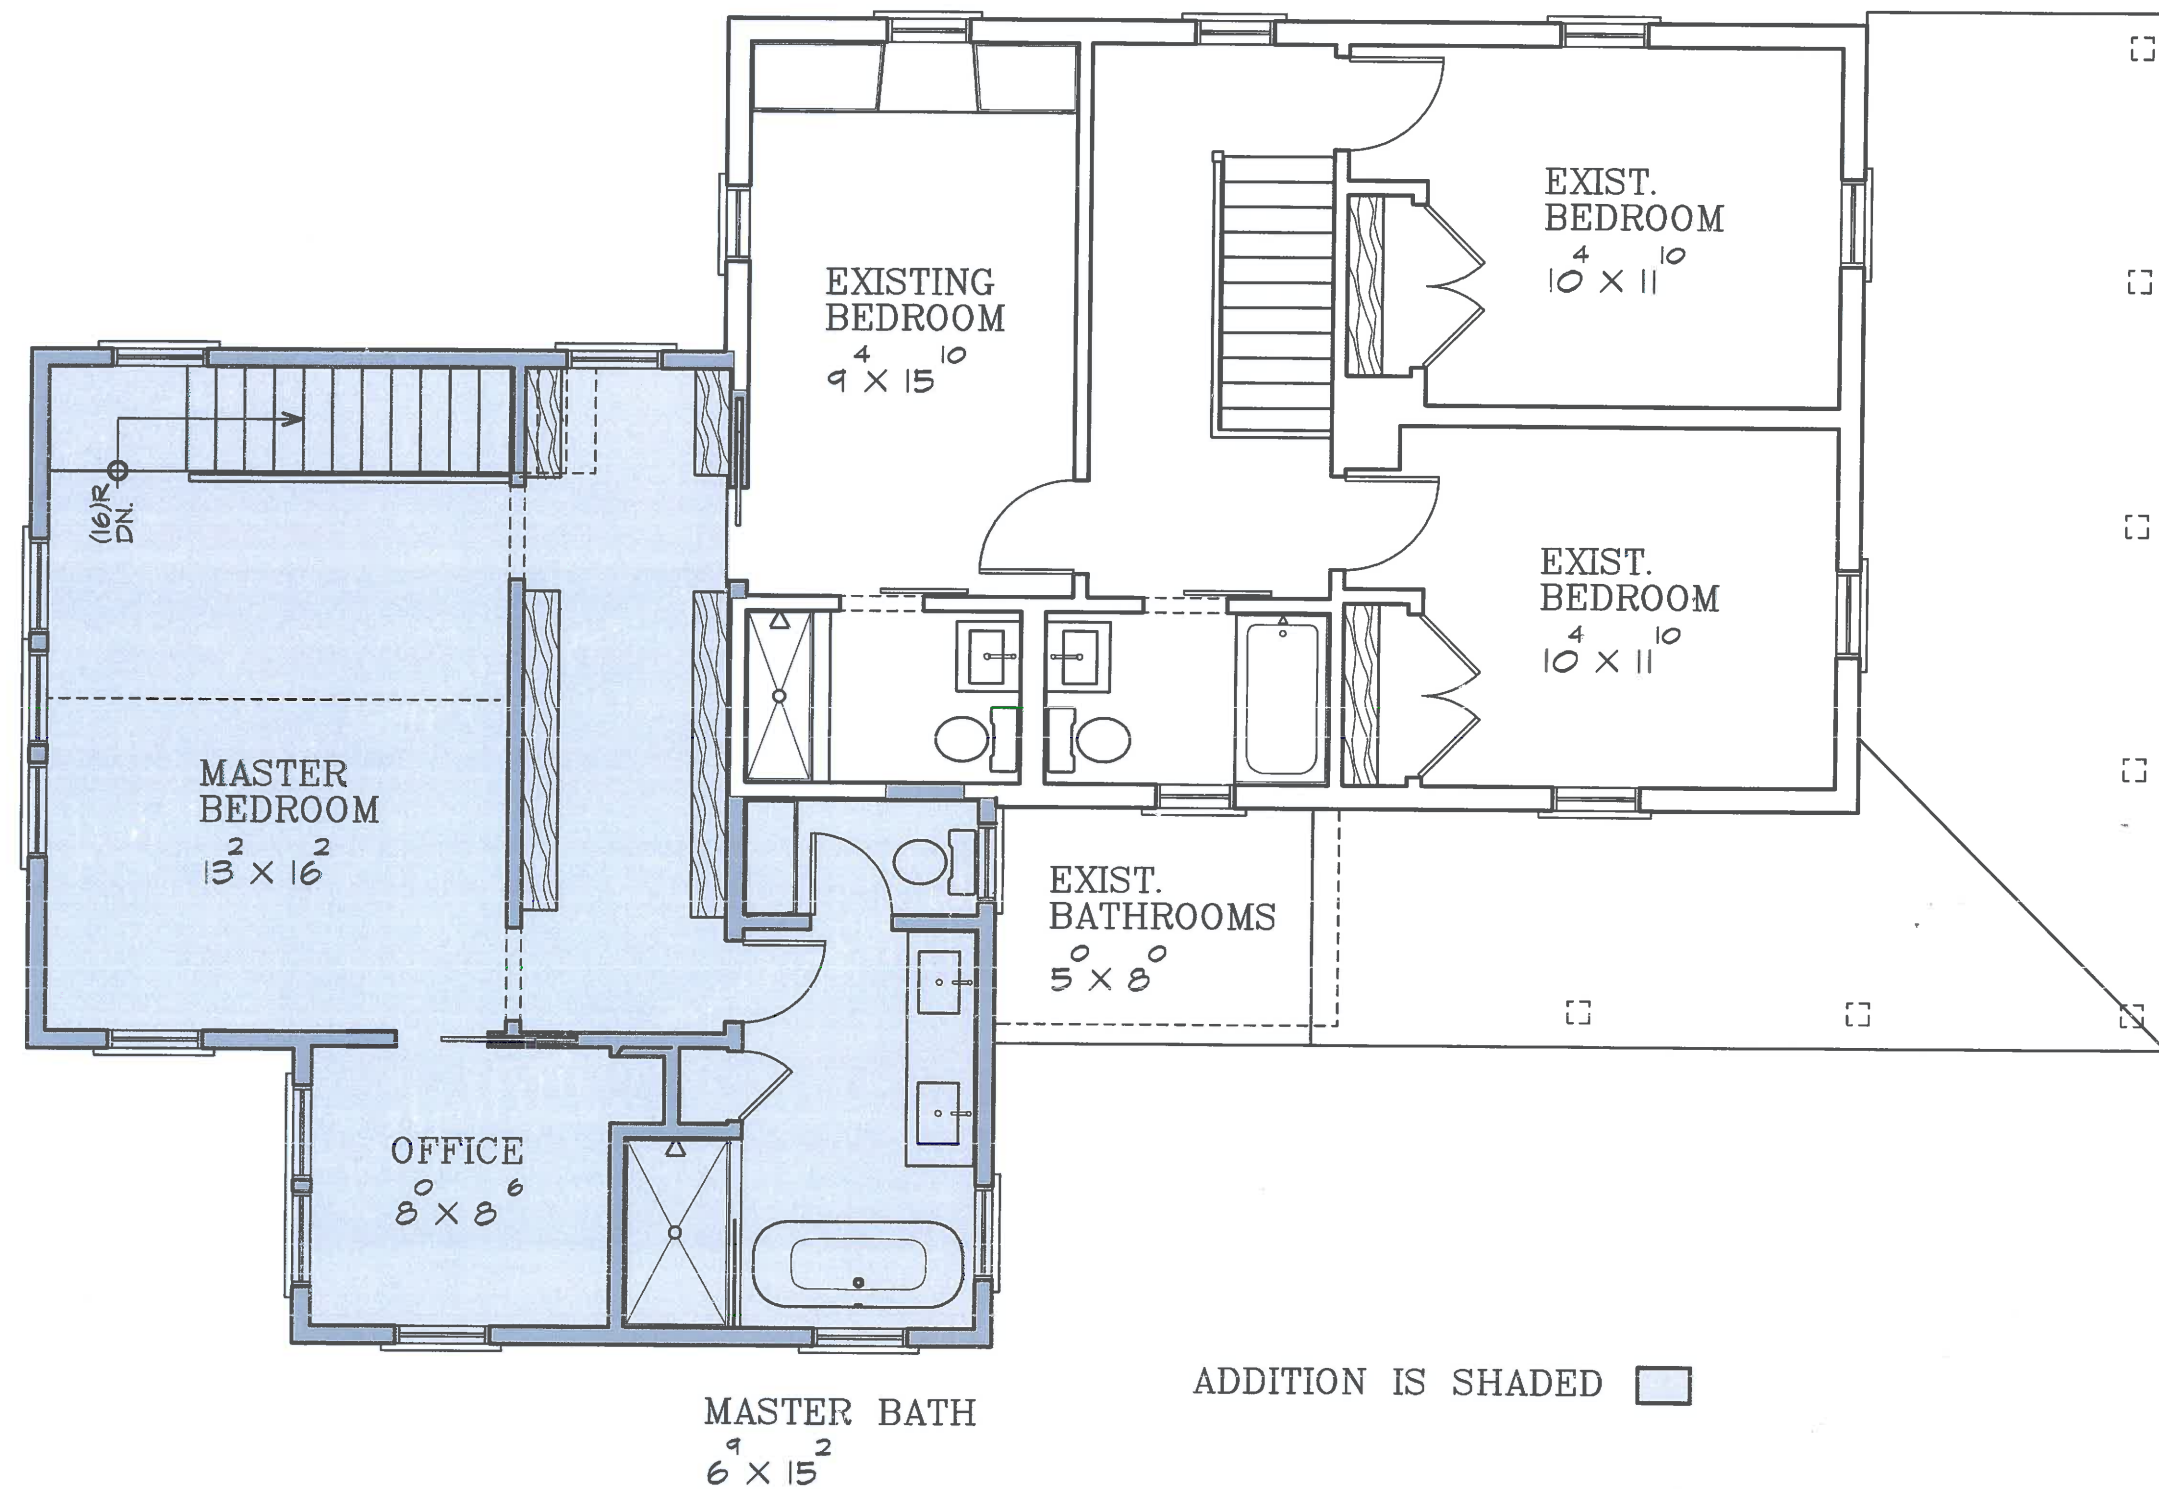 EXISTING
BEDROOM
9⁴ X 15¹⁰
EXIST.
BEDROOM
10⁴ X 11¹⁰
(16)R
DN.
EXIST.
BEDROOM
10⁴ X 11¹⁰
MASTER
BEDROOM
13² X 16²
EXIST.
BATHROOMS
5⁰ X 8⁰
OFFICE
8⁰ X 8⁶
MASTER BATH
6⁹ X 15²
ADDITION IS SHADED